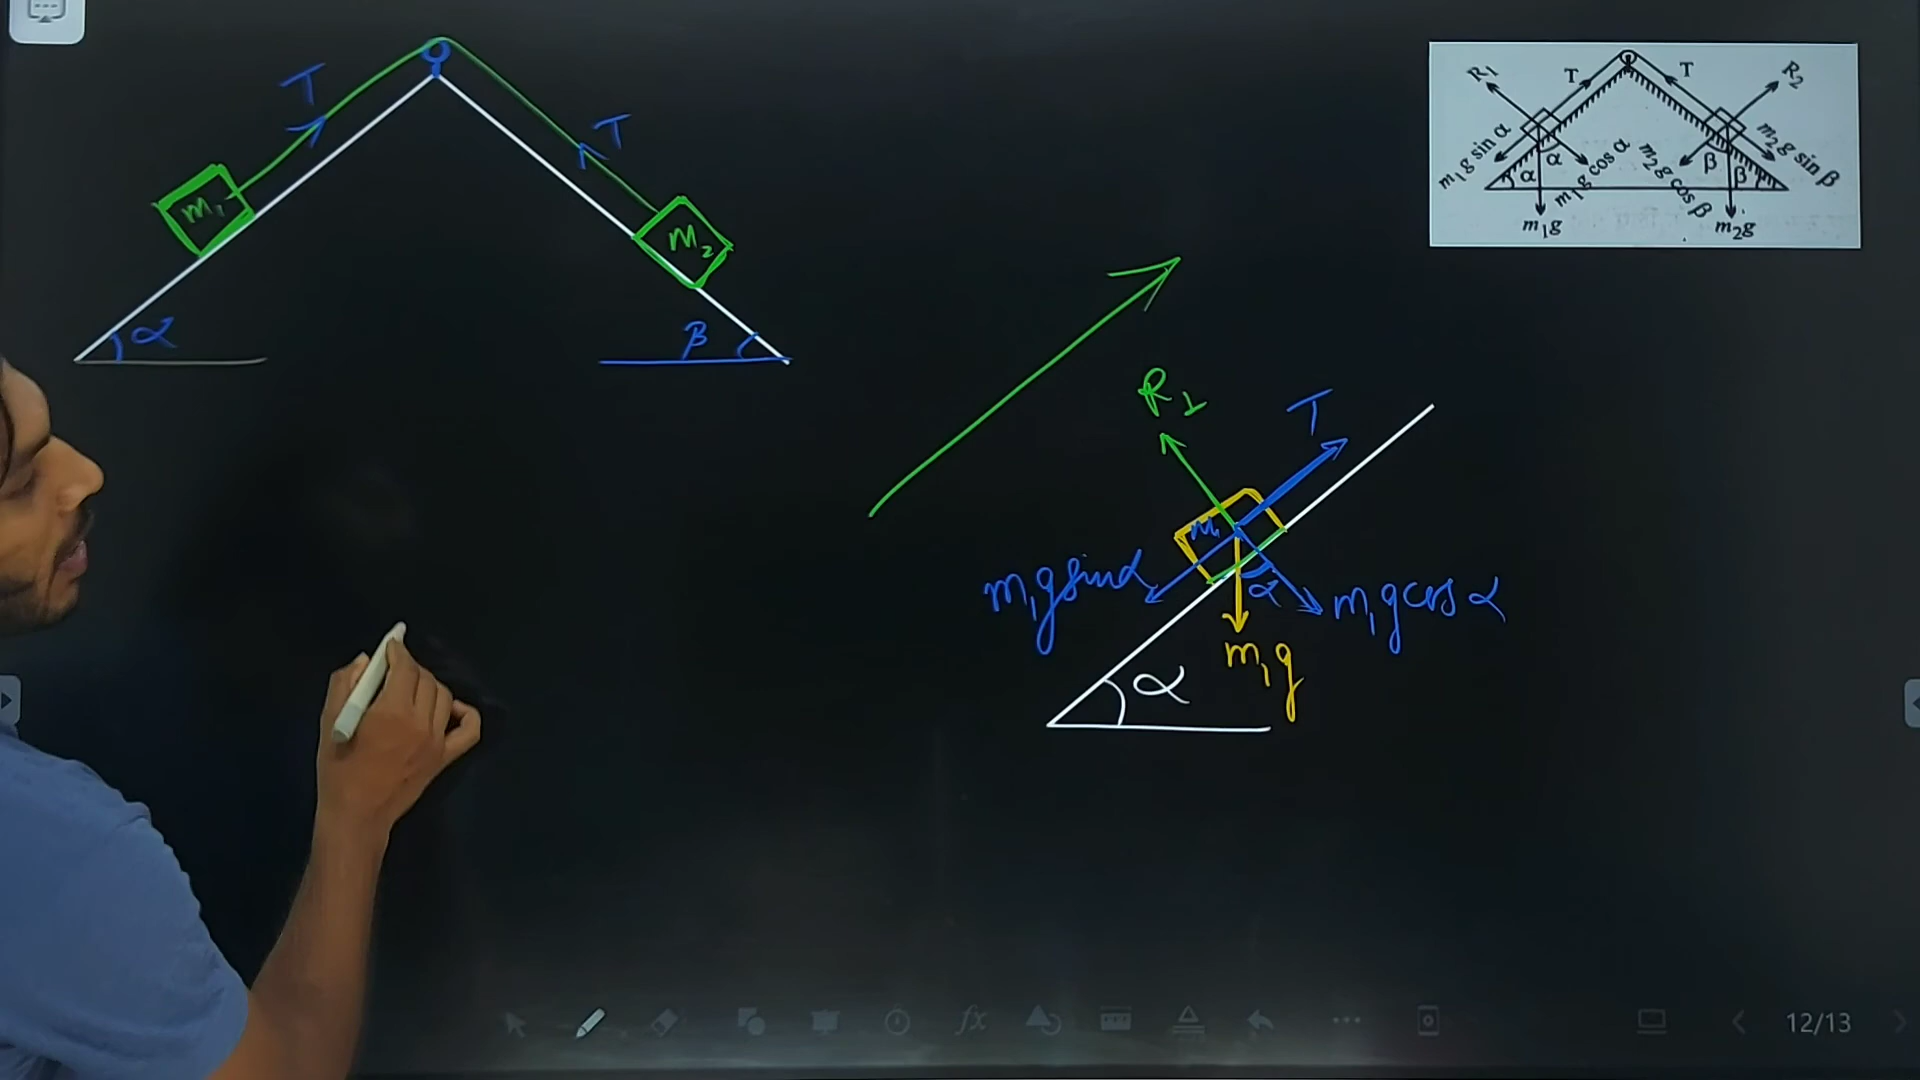 T
T
m₁
m₂
α
β
R₁
T
m₁
m₁g sinα
α
m₁g cos α
m₁g
α
R₁
T
T
R₂
m₁g sin α
α
α
m₁g cos α
m₂g cos β
β
β
m₂g sin β
m₁g
m₂g
fx
12/13